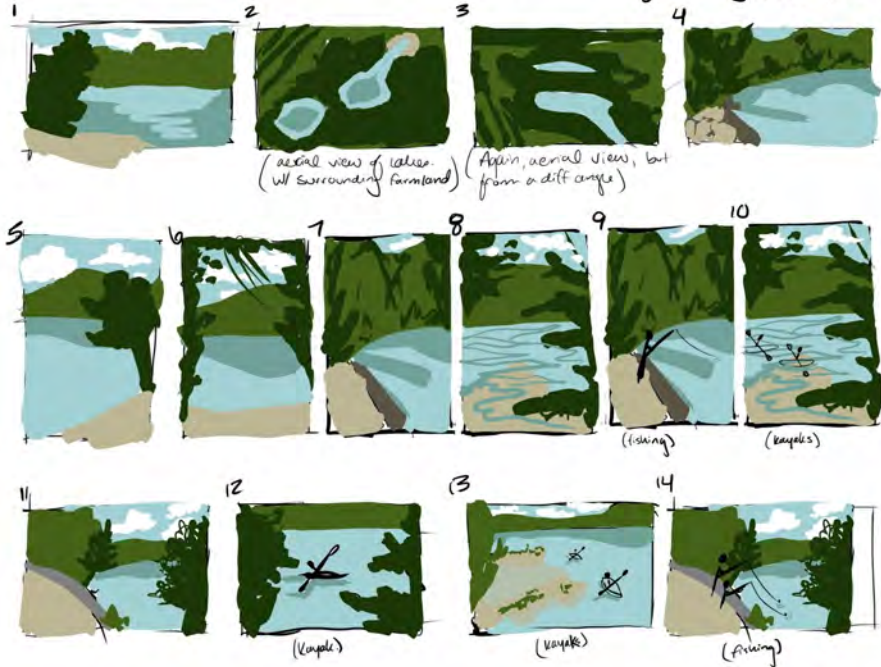 1
2
3
4
(aerial view of lakes.
w/ surrounding farmland)
(Again, aerial view, but
from a diff angle)
5
6
7
8
9
10
(fishing)
(kayaks)
11
12
13
14
(kayak)
(kayaks)
(fishing)